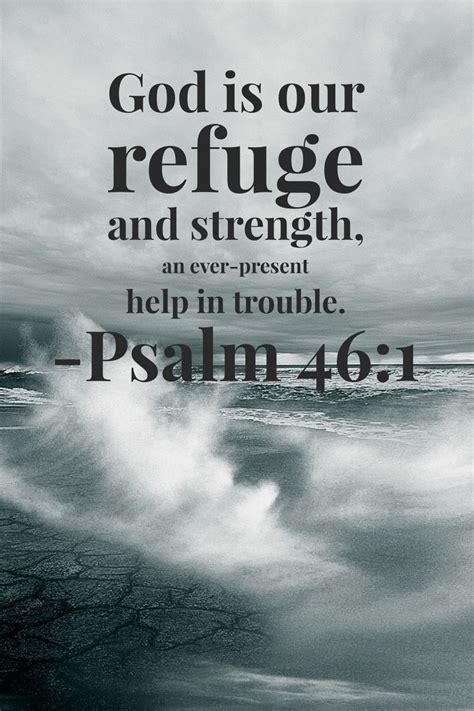 God is our
refuge
and strength,
an ever-present
help in trouble.
-Psalm 46:1